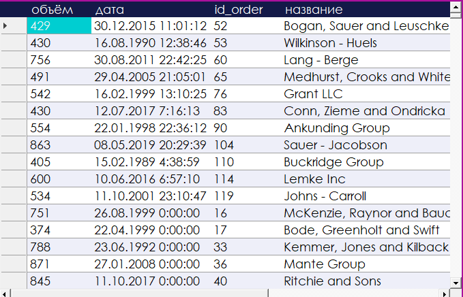 объём дата id_order название
429 30.12.2015 11:01:12 52 Bogan, Sauer and Leuschke
430 16.08.1990 12:38:46 53 Wilkinson - Huels
756 30.08.2011 22:42:25 60 Lang - Berge
491 29.04.2005 21:05:01 65 Medhurst, Crooks and White
542 16.02.1999 13:10:25 76 Grant LLC
430 12.07.2017 7:16:13 83 Conn, Zieme and Ondricka
554 22.01.1998 22:36:12 90 Ankunding Group
863 08.05.2019 20:29:39 104 Sauer - Jacobson
405 15.02.1989 4:38:59 110 Buckridge Group
600 10.06.2016 6:57:10 114 Lemke Inc
534 11.10.2001 23:10:47 119 Johns - Carroll
751 26.08.1999 0:00:00 16 McKenzie, Raynor and Bauc
374 22.04.1999 0:00:00 17 Bode, Greenholt and Swift
788 23.06.1992 0:00:00 33 Kemmer, Jones and Kilback
871 27.01.2008 0:00:00 36 Mante Group
845 11.10.2017 0:00:00 40 Ritchie and Sons